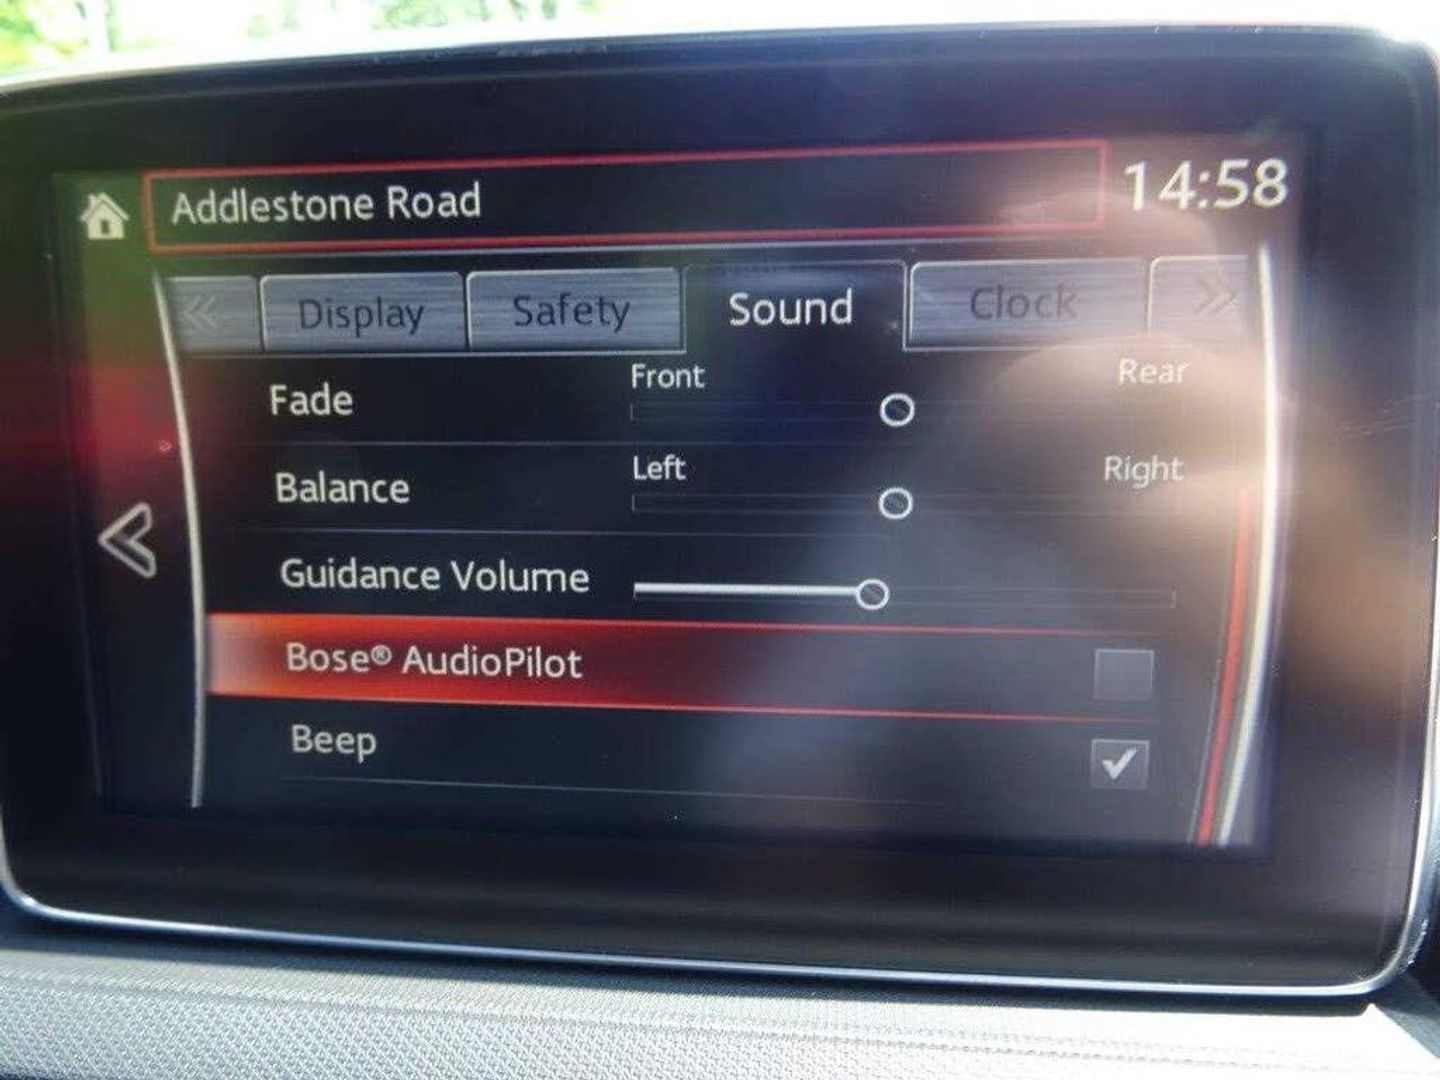 Addlestone Road
14:58
Display
Safety
Sound
Clock
Fade
Front
Rear
Balance
Left
Right
Guidance Volume
Bose® AudioPilot
Beep